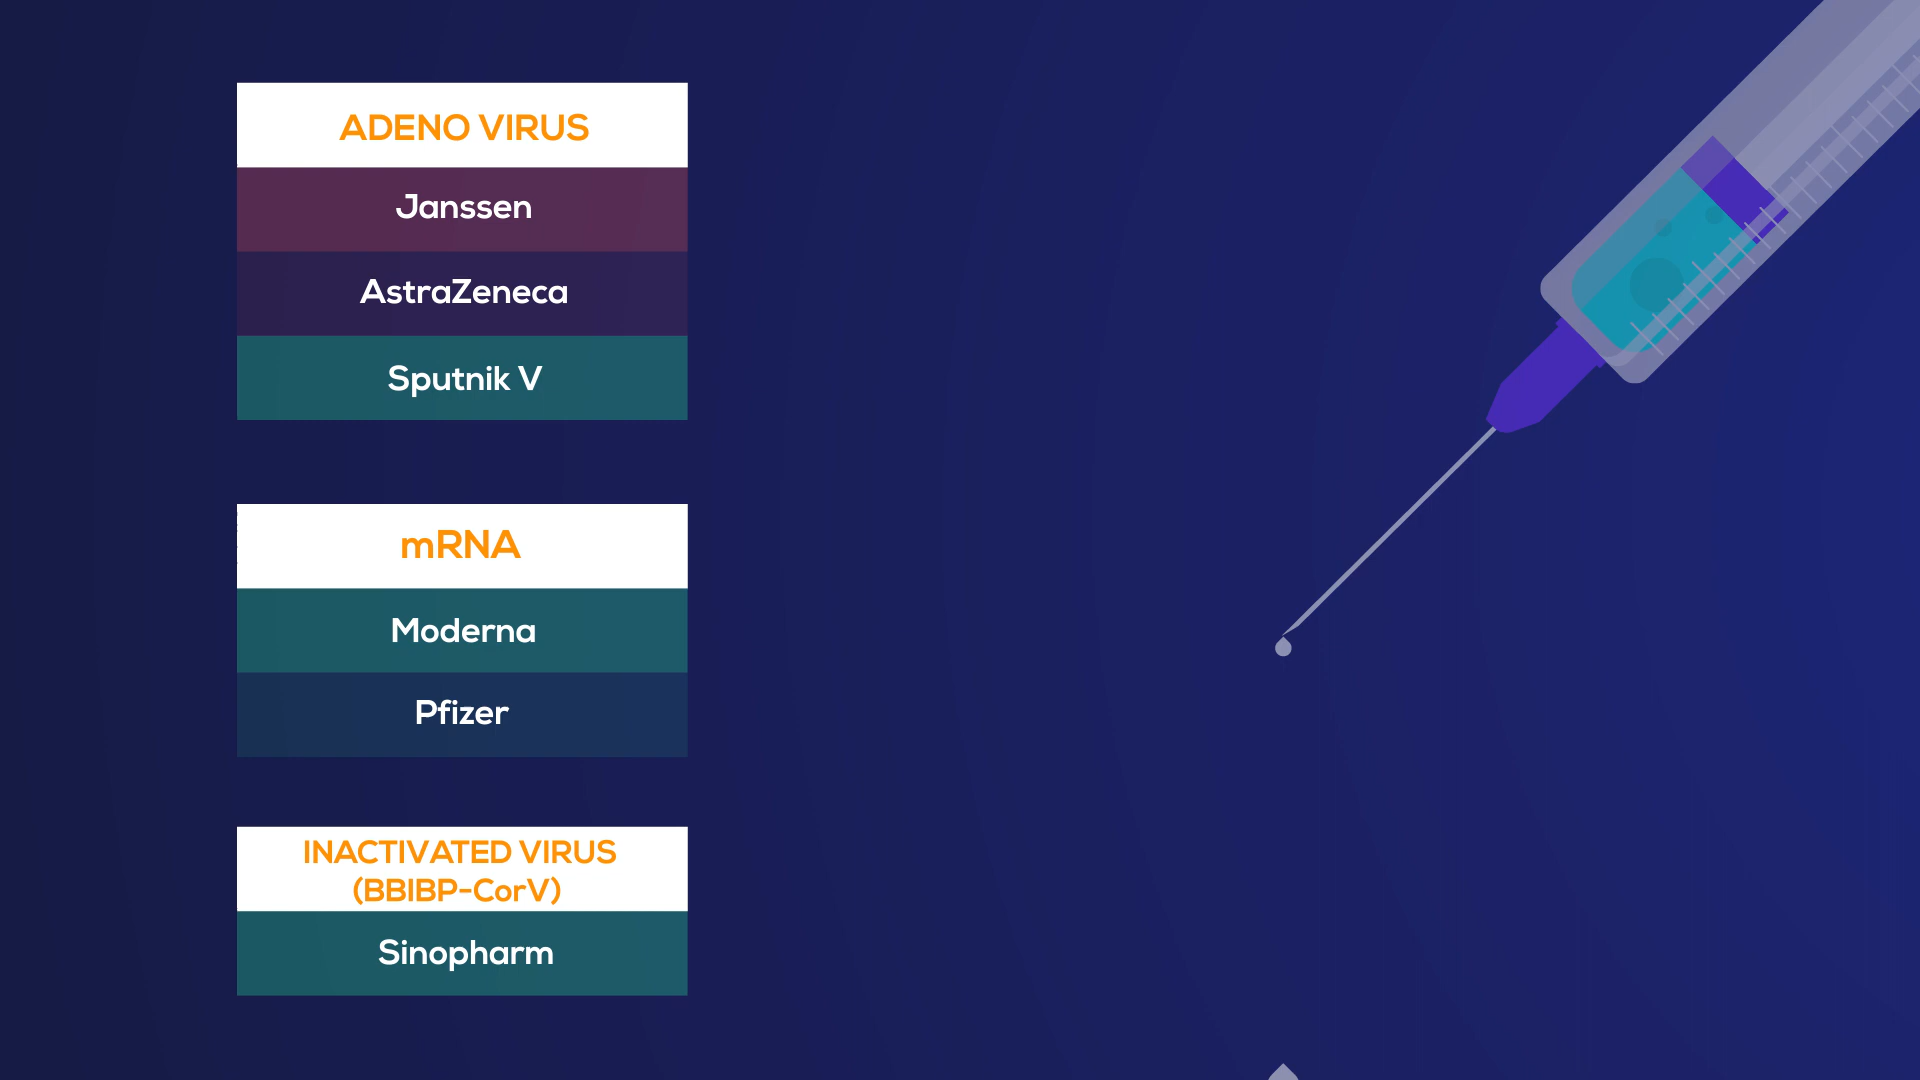 ADENO VIRUS
Janssen
AstraZeneca
Sputnik V
mRNA
Moderna
Pfizer
INACTIVATED VIRUS
(BBIBP-CorV)
Sinopharm